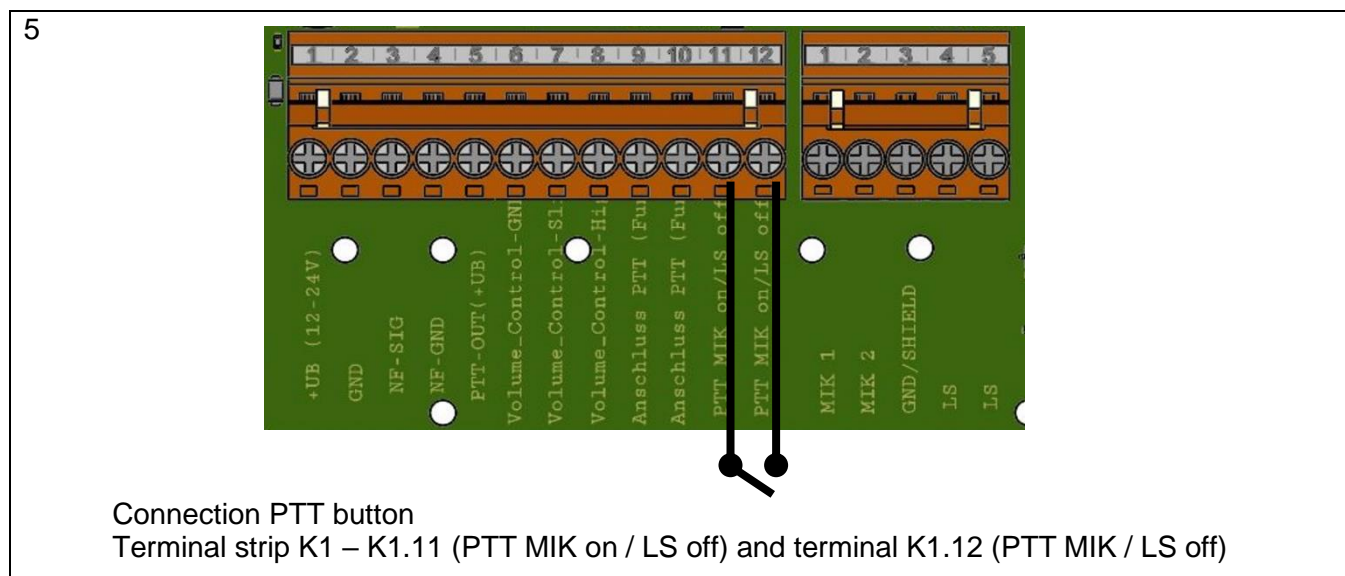 5
1 2 3 4 5 6 7 8 9 10 11 12
1 2 3 4 5
+UB (12-24V)
GND
NF-SIG
NF-GND
PTT-OUT(+UB)
Volume_Control-GN
Volume_Control-Sl
Volume_Control-Hi
Anschluss PTT (Fu
Anschluss PTT (Fu
PTT MIK on/LS off
PTT MIK on/LS off
MIK 1
MIK 2
GND/SHIELD
LS
LS
Connection PTT button
Terminal strip K1 – K1.11 (PTT MIK on / LS off) and terminal K1.12 (PTT MIK / LS off)